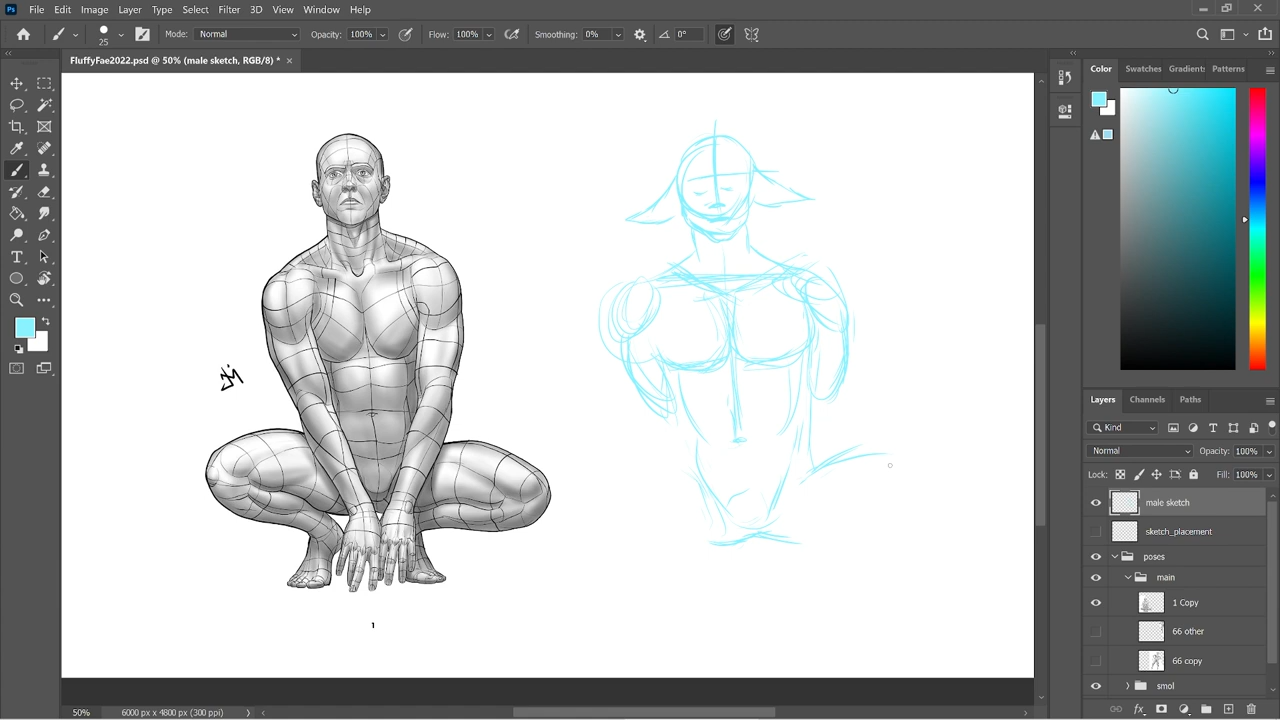 Ps File Edit Image Layer Type Select Filter 3D View Window Help
25 Mode: Normal Opacity: 100% Flow: 100% Smoothing: 0% 0°
FluffyFae2022.psd @ 50% (male sketch, RGB/8) *
Color Swatches Gradients Patterns
Layers Channels Paths
Kind
Normal Opacity: 100%
Lock: Fill: 100%
male sketch
sketch_placement
poses
main
1 Copy
66 other
66 copy
smol
1
50% 6000 px x 4800 px (300 ppi)
fx